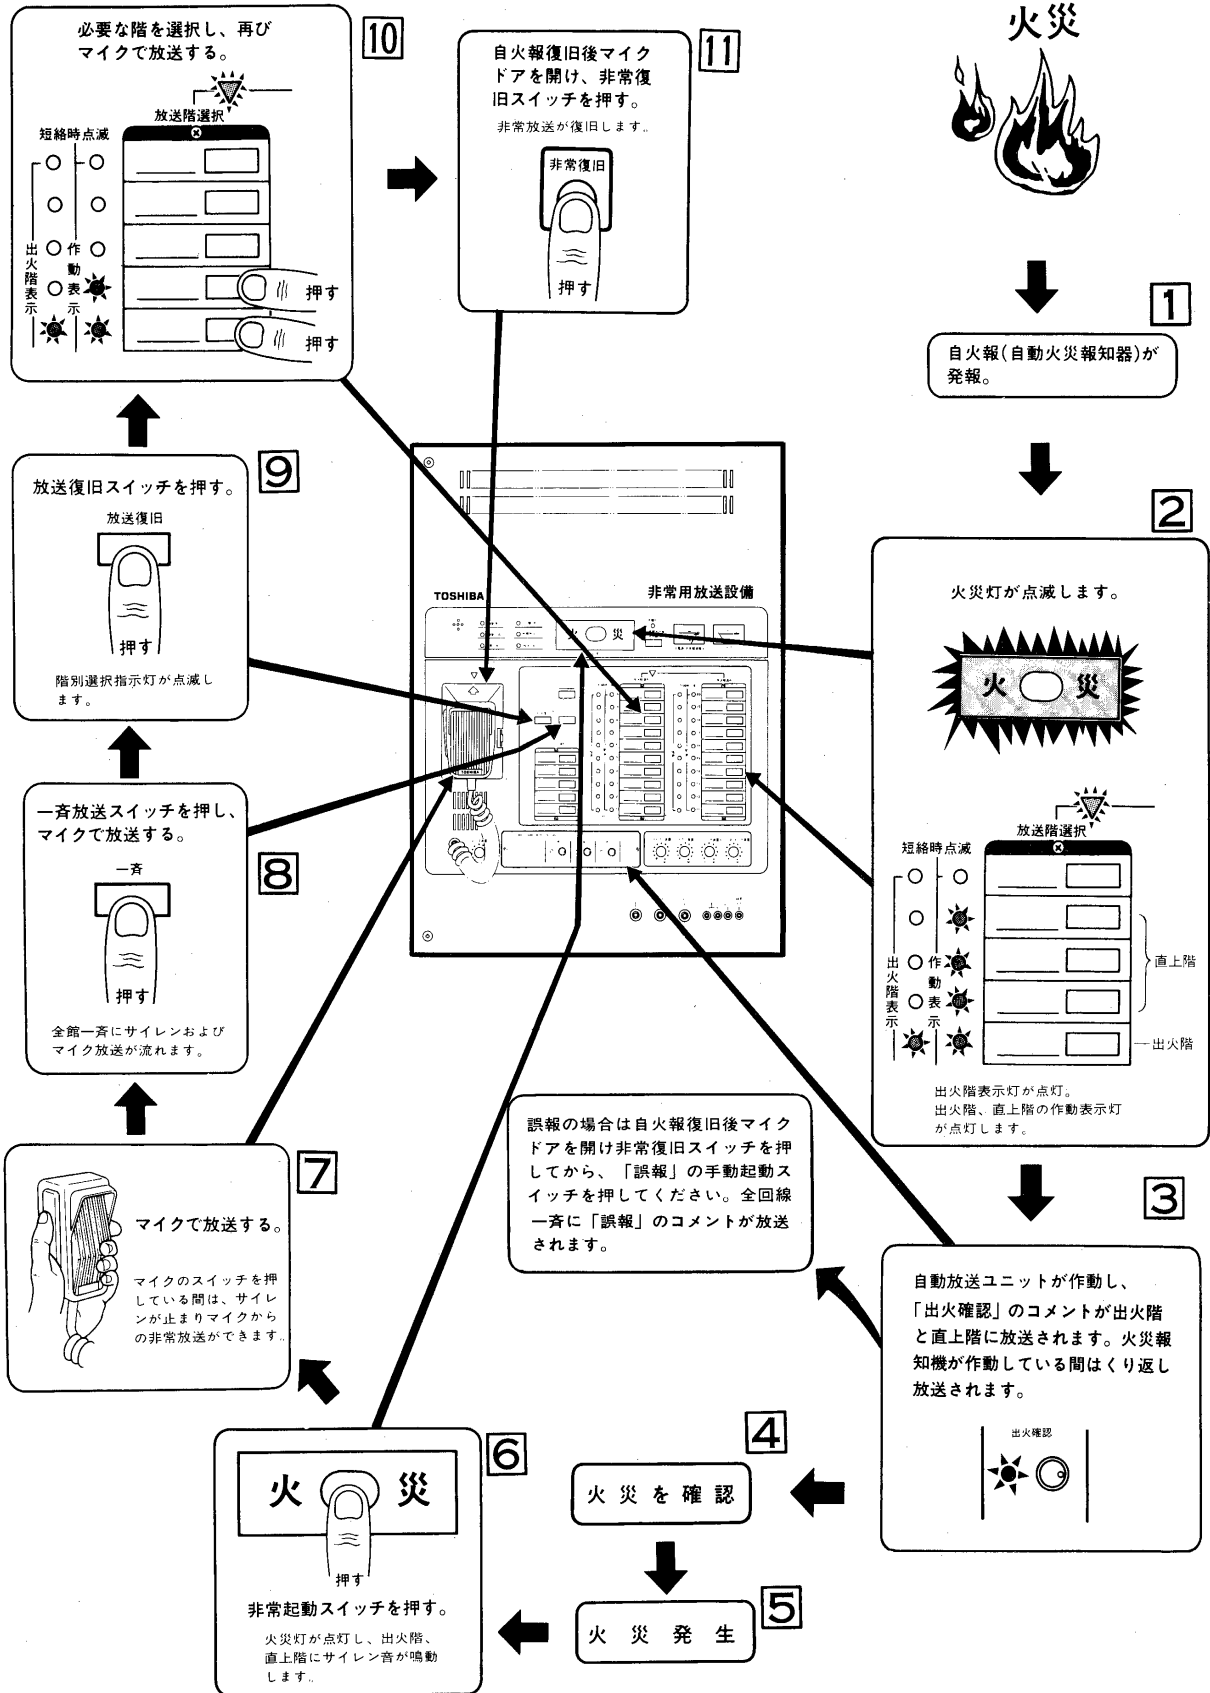 火災
1
自火報(自動火災報知器)が
発報。
2
火災灯が点滅します。
火 災
放送階選択
短絡時点滅
出火階表示
作動表示
直上階
出火階
出火階表示灯が点灯。
出火階、直上階の作動表示灯
が点灯します。
3
自動放送ユニットが作動し、
「出火確認」のコメントが出火階
と直上階に放送されます。火災報
知機が作動している間はくり返し
放送されます。
出火確認
誤報の場合は自火報復旧後マイク
ドアを開け非常復旧スイッチを押
してから、「誤報」の手動起動ス
イッチを押してください。全回線
一斉に「誤報」のコメントが放送
されます。
4
火災を確認
5
火災発生
6
火 災
押す
非常起動スイッチを押す。
火災灯が点灯し、出火階、
直上階にサイレン音が鳴動
します。
7
マイクで放送する。
マイクのスイッチを押
している間は、サイレ
ンが止まりマイクから
の非常放送ができます。
8
一斉放送スイッチを押し、
マイクで放送する。
一斉
押す
全館一斉にサイレンおよび
マイク放送が流れます。
9
放送復旧スイッチを押す。
放送復旧
押す
階別選択指示灯が点滅し
ます。
10
必要な階を選択し、再び
マイクで放送する。
放送階選択
短絡時点滅
出火階表示
作動表示
押す
押す
11
自火報復旧後マイク
ドアを開け、非常復
旧スイッチを押す。
非常放送が復旧します。
非常復旧
押す
TOSHIBA
非常用放送設備
火 災
TOSHIBA